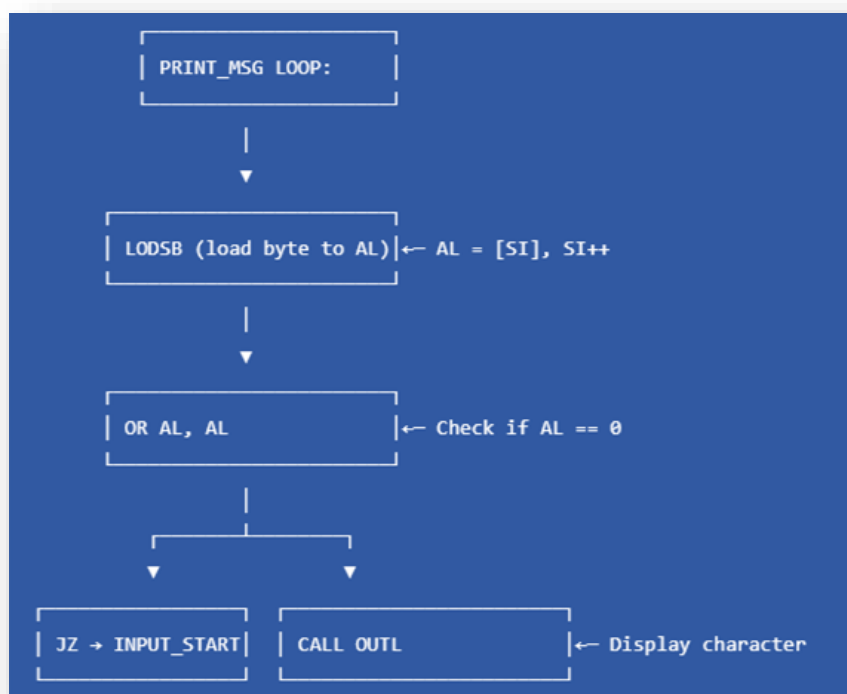 PRINT_MSG LOOP:
LODSB (load byte to AL) ← AL = [SI], SI++
OR AL, AL ← Check if AL == 0
JZ → INPUT_START CALL OUTL ← Display character